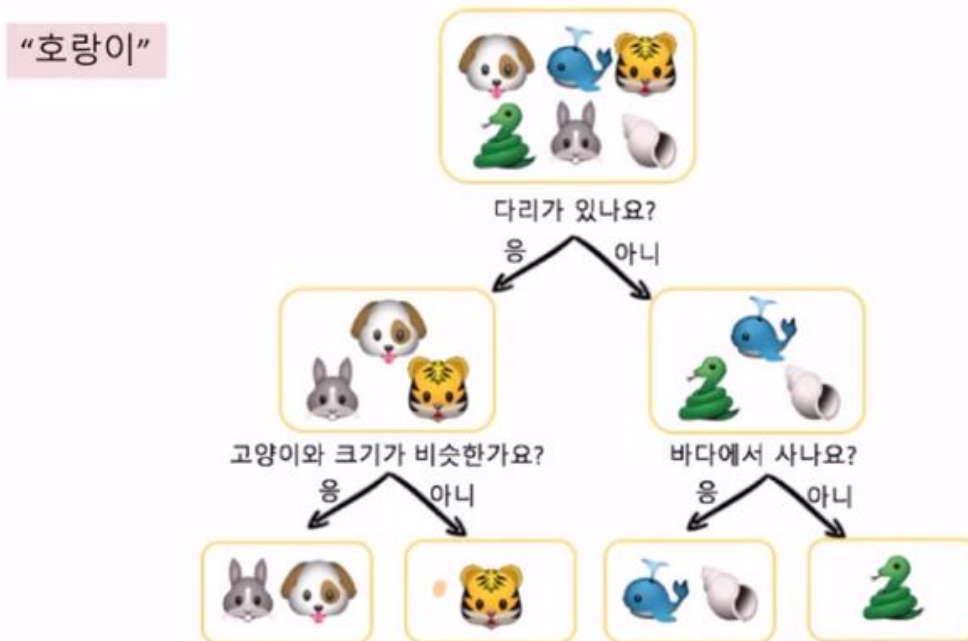 “호랑이”
다리가 있나요?
응 아니
고양이와 크기가 비슷한가요? 바다에서 사나요?
응 아니 응 아니